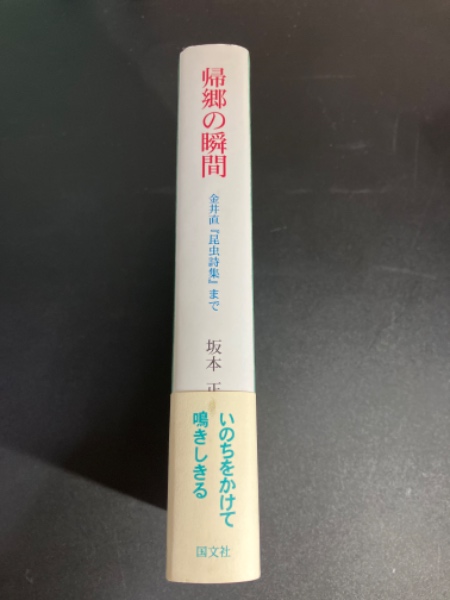 帰郷の瞬間
金井直『昆虫詩集』まで
坂本 正
いのちをかけて
鳴きしきる
国文社